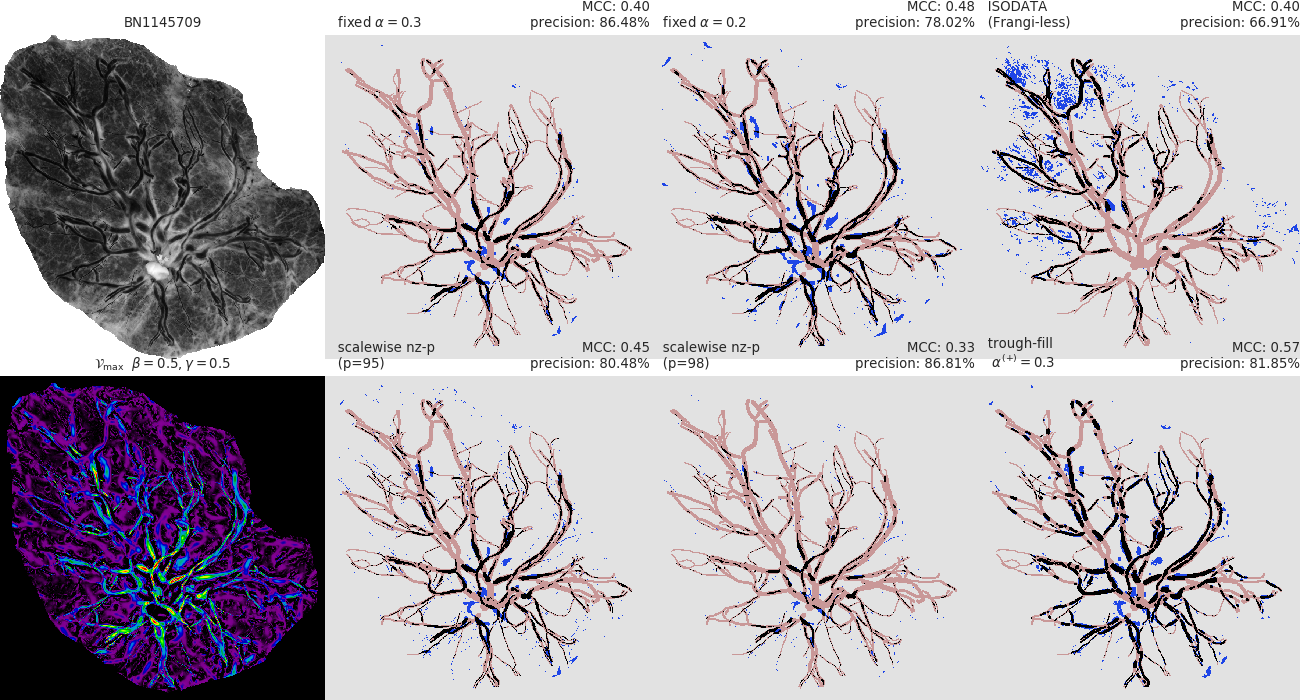 BN1145709
fixed α = 0.3
MCC: 0.40
precision: 86.48%
fixed α = 0.2
MCC: 0.48
precision: 78.02%
ISODATA
(Frangi-less)
MCC: 0.40
precision: 66.91%
𝒱max β = 0.5, γ = 0.5
scalewise nz-p
(p=95)
MCC: 0.45
precision: 80.48%
scalewise nz-p
(p=98)
MCC: 0.33
precision: 86.81%
trough-fill
α⁽⁺⁾ = 0.3
MCC: 0.57
precision: 81.85%